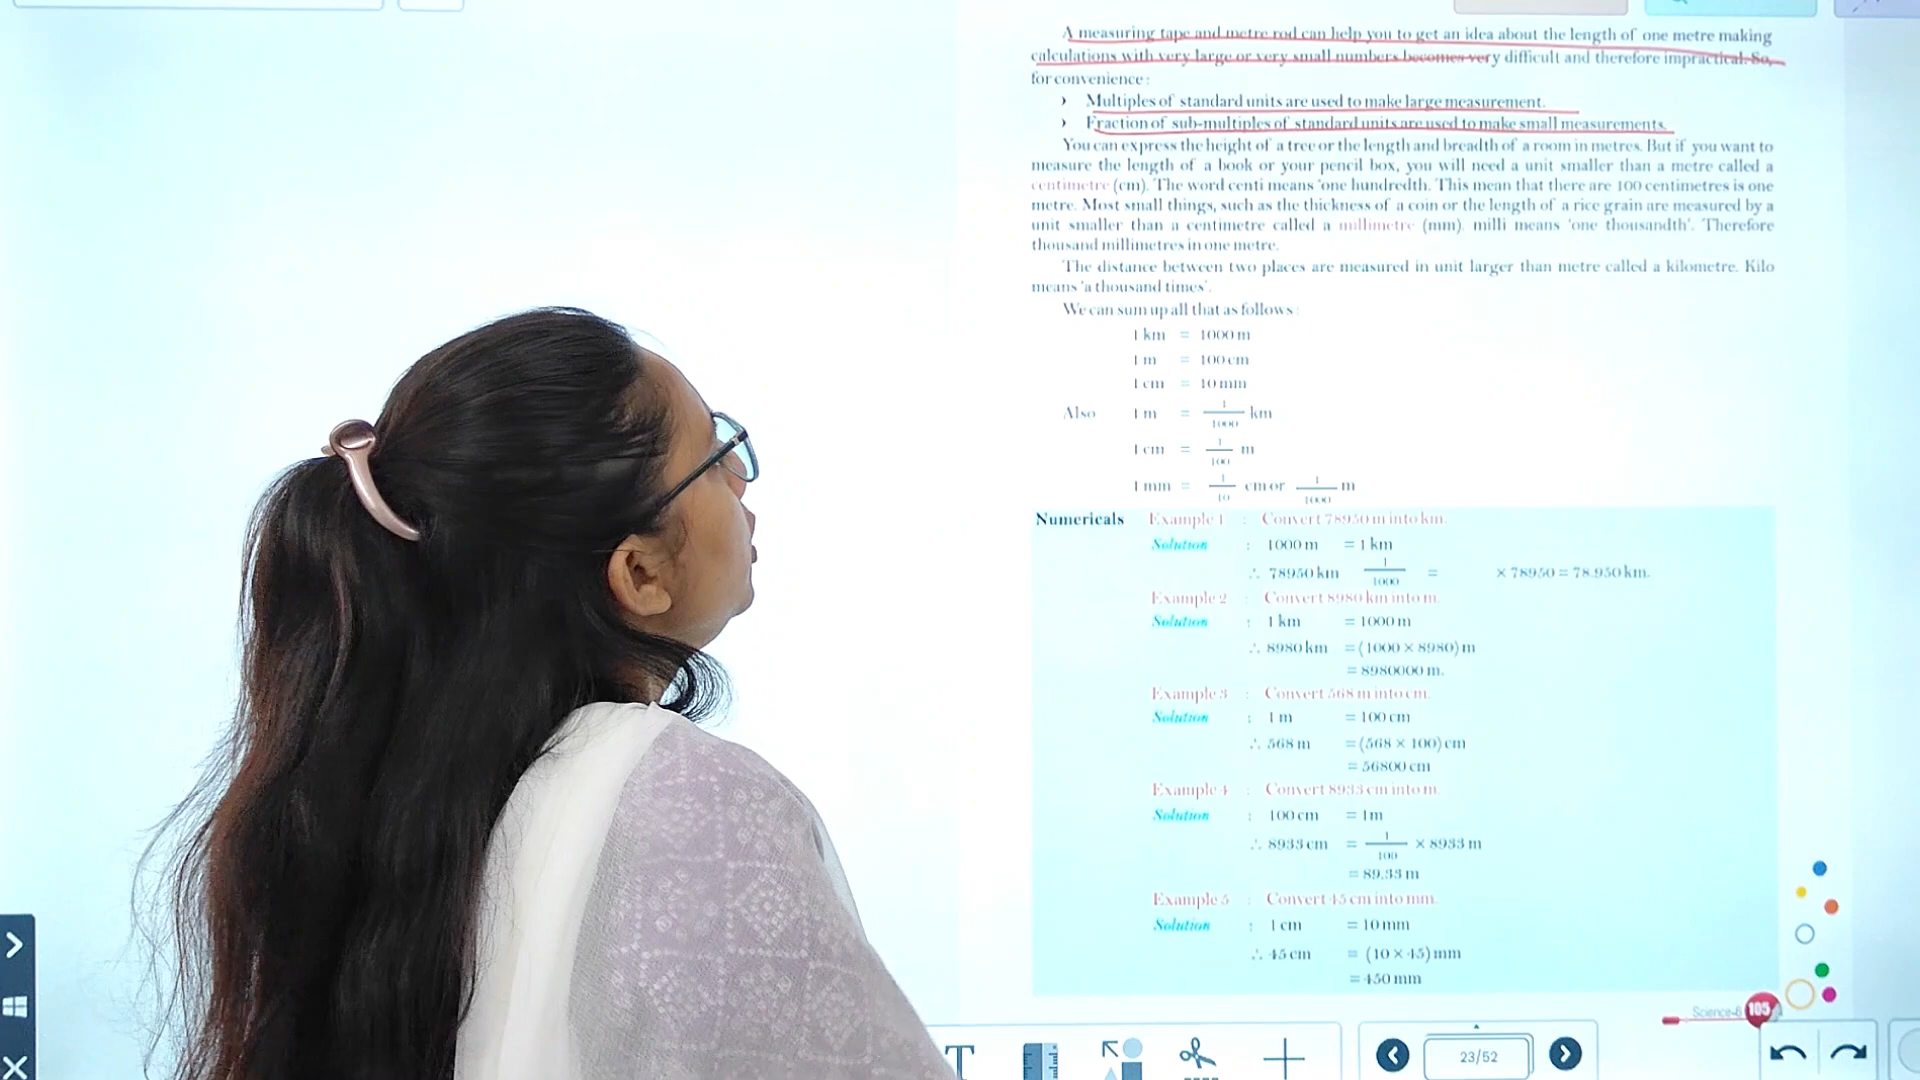 A measuring tape and metre rod can help you to get an idea about the length of one metre making
calculations with very large or very small numbers becomes very difficult and therefore impractical. So,
for convenience :
› Multiples of standard units are used to make large measurement.
› Fraction of sub-multiples of standard units are used to make small measurements.
You can express the height of a tree or the length and breadth of a room in metres. But if you want to
measure the length of a book or your pencil box, you will need a unit smaller than a metre called a
centimetre (cm). The word centi means 'one hundredth. This mean that there are 100 centimetres is one
metre. Most small things, such as the thickness of a coin or the length of a rice grain are measured by a
unit smaller than a centimetre called a millimetre (mm). milli means 'one thousandth'. Therefore
thousand millimetres in one metre.
The distance between two places are measured in unit larger than metre called a kilometre. Kilo
means 'a thousand times'.
We can sum up all that as follows :
1 km = 1000 m
1 m = 100 cm
1 cm = 10 mm
Also 1 m = 1/1000 km
1 cm = 1/100 m
1 mm = 1/10 cm or 1/1000 m
Numericals Example 1 : Convert 78950 m into km.
Solution : 1000 m = 1 km
∴ 78950 km 1/1000 = × 78950 = 78.950 km.
Example 2 : Convert 8980 km into m.
Solution : 1 km = 1000 m
∴ 8980 km = (1000 × 8980) m
= 8980000 m.
Example 3 : Convert 568 m into cm.
Solution : 1 m = 100 cm
∴ 568 m = (568 × 100) cm
= 56800 cm
Example 4 : Convert 8933 cm into m.
Solution : 100 cm = 1m
∴ 8933 cm = 1/100 × 8933 m
= 89.33 m
Example 5 : Convert 45 cm into mm.
Solution : 1 cm = 10 mm
∴ 45 cm = (10 × 45) mm
= 450 mm
Science-6 105
T
23/52